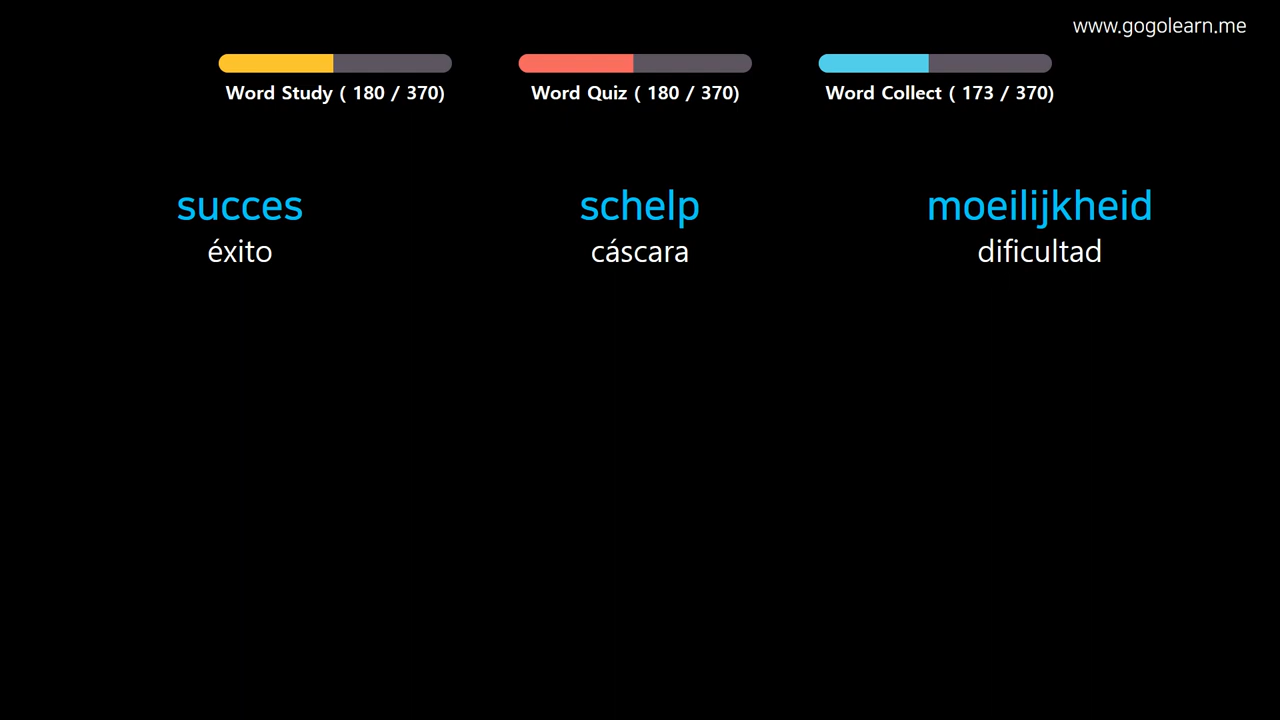 www.gogolearn.me
Word Study ( 180 / 370)
Word Quiz ( 180 / 370)
Word Collect ( 173 / 370)
succes
éxito
schelp
cáscara
moeilijkheid
dificultad